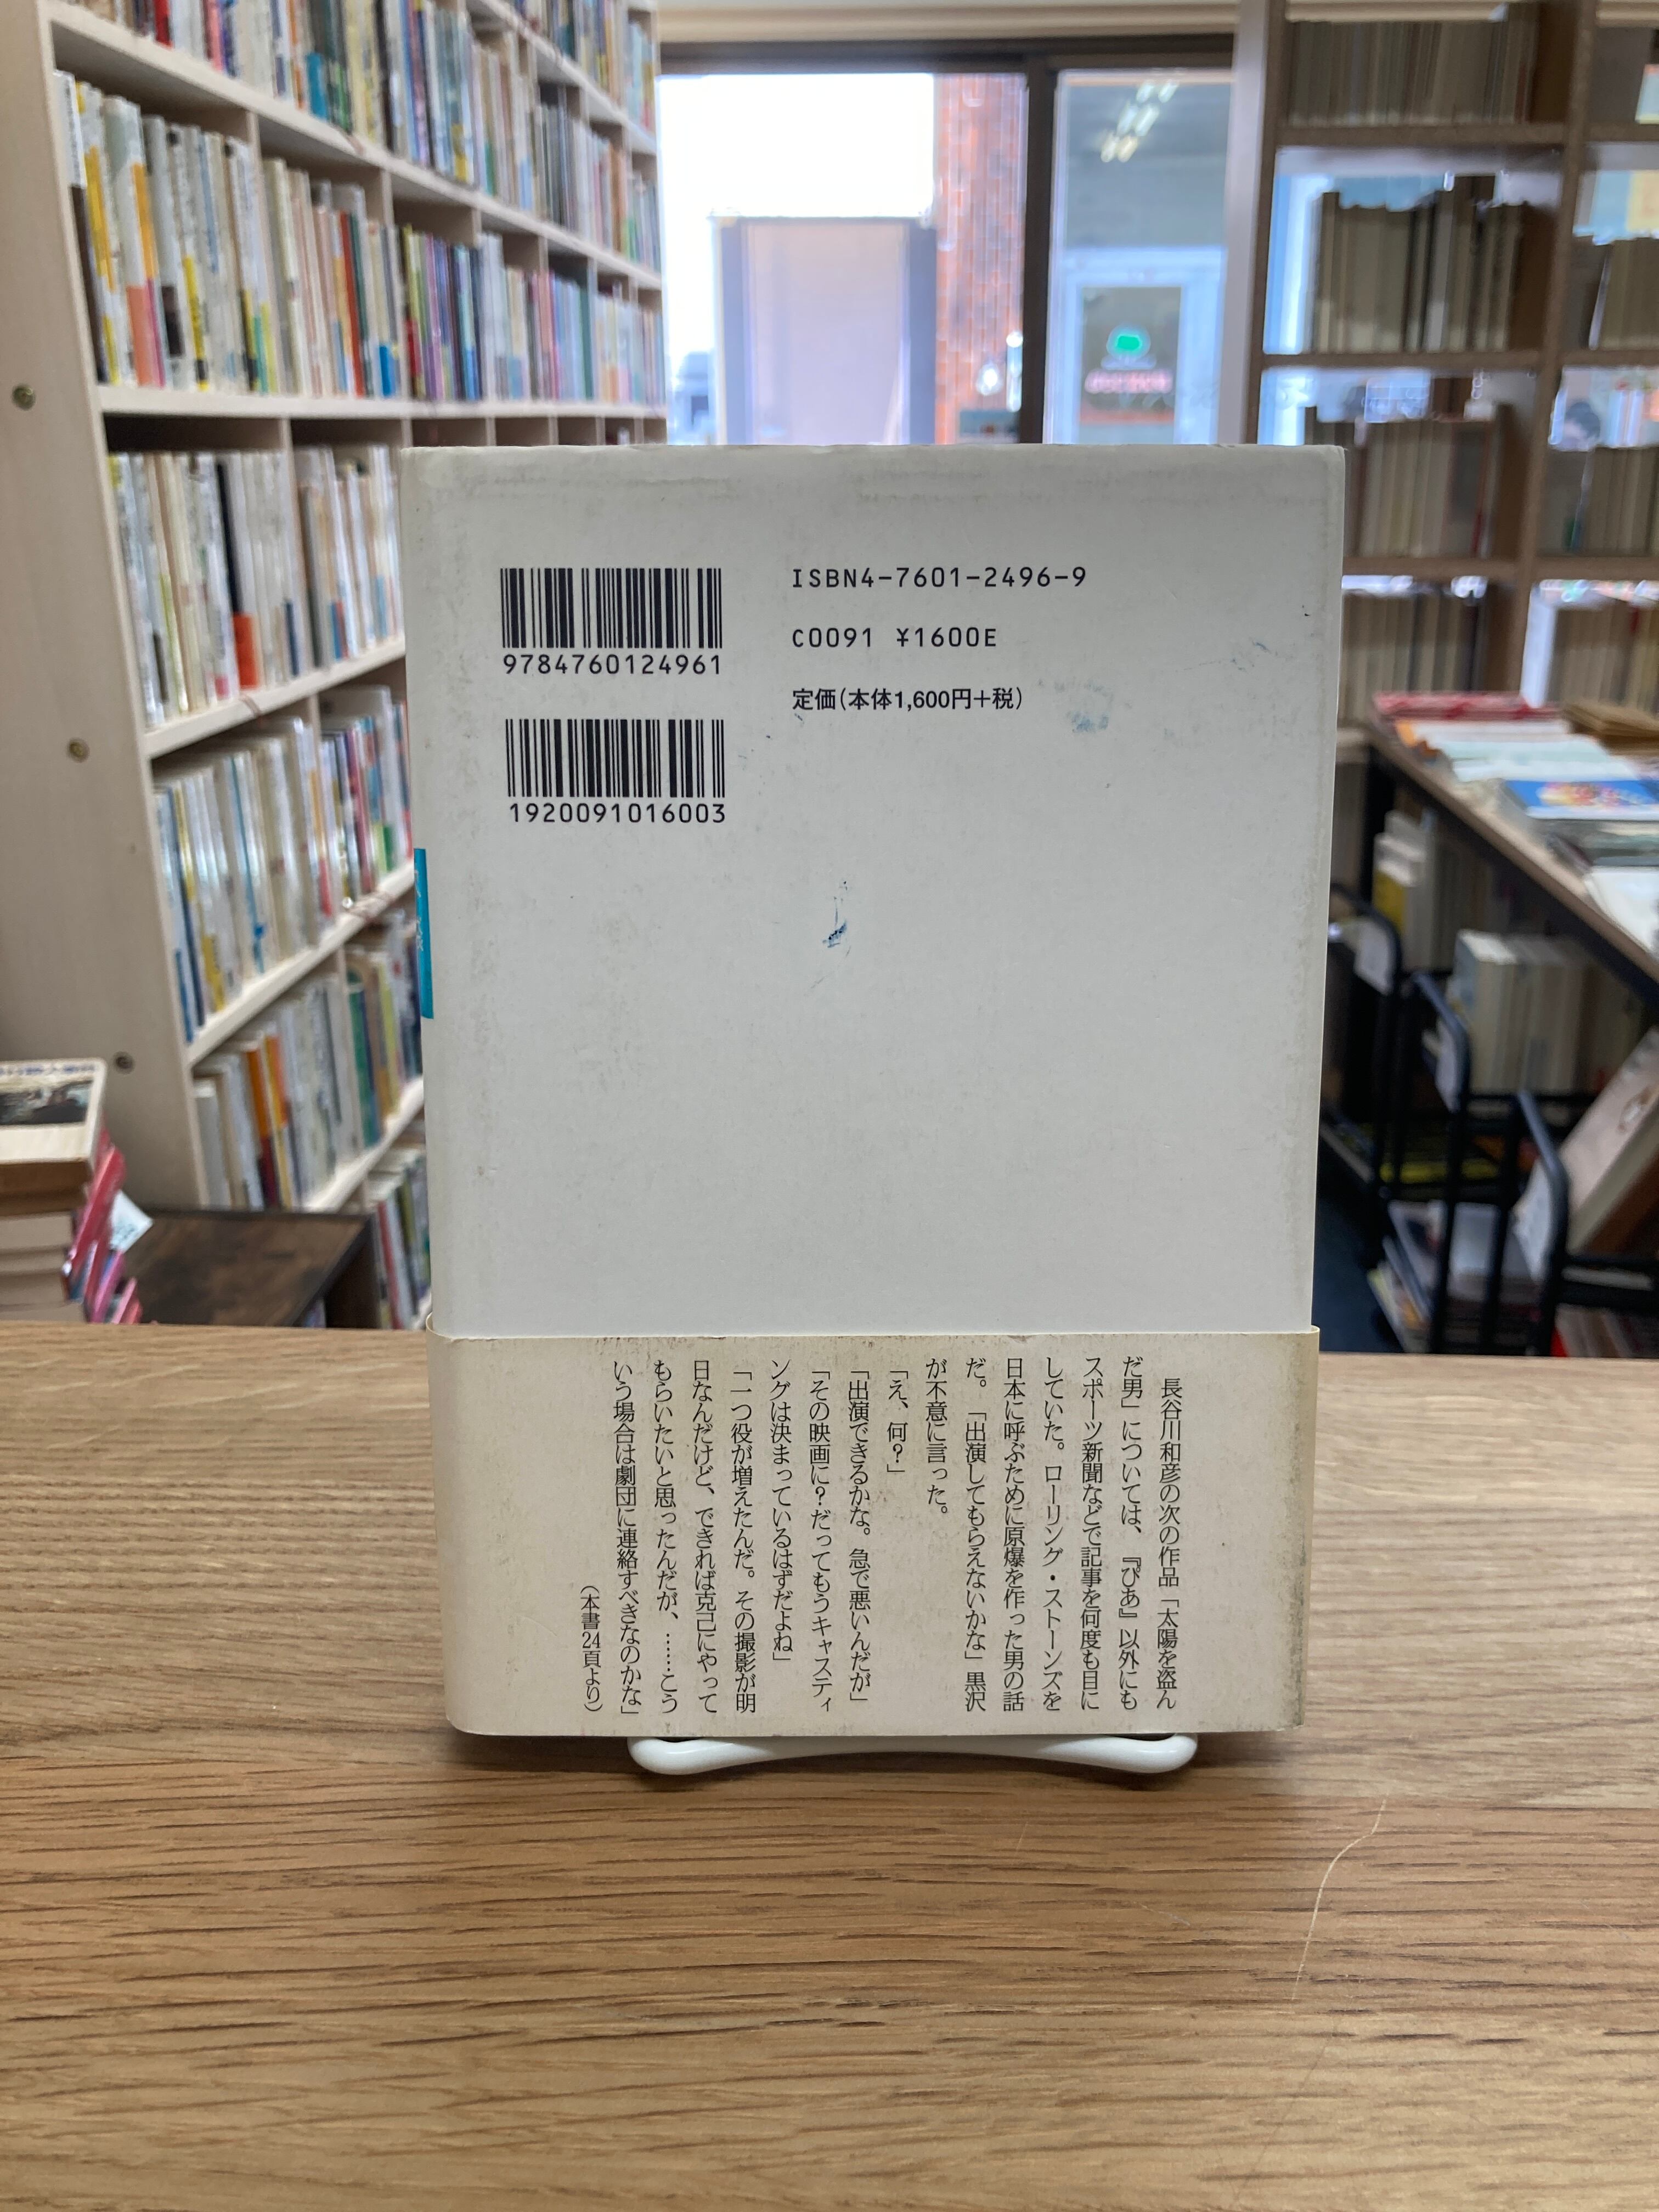 9784760124961
1920091016003
ISBN4-7601-2496-9
C0091 ¥1600E
定価(本体1,600円+税)
長谷川和彦の次の作品「太陽を盗ん
だ男」については、『ぴあ』以外にも
スポーツ新聞などで記事を何度も目に
していた。ローリング・ストーンズを
日本に呼ぶために原爆を作った男の話
だ。「出演してもらえないかな」黒沢
が不意に言った。
「え、何?」
「出演できるかな。急で悪いんだが」
「その映画に?だってもうキャスティ
ングは決まっているはずだよね」
「一つ役が増えたんだ。その撮影が明
日なんだけど、できれば克己にやって
もらいたいと思ったんだが、……こう
いう場合は劇団に連絡すべきなのかな」
(本書24頁より)